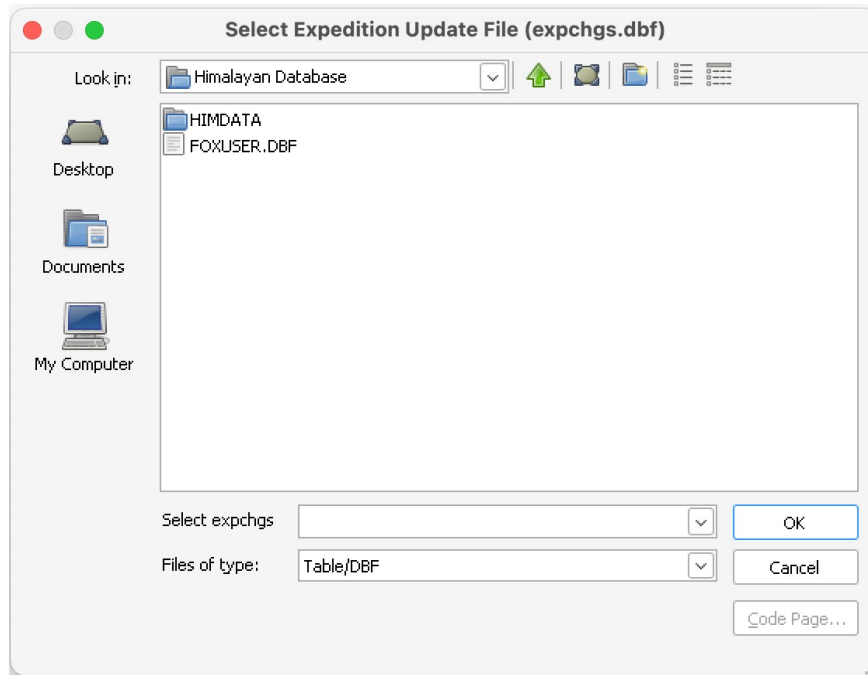 Select Expedition Update File (expchgs.dbf)
Look in:
Himalayan Database
HIMDATA
FOXUSER.DBF
Desktop
Documents
My Computer
Select expchgs
OK
Files of type:
Table/DBF
Cancel
Code Page...